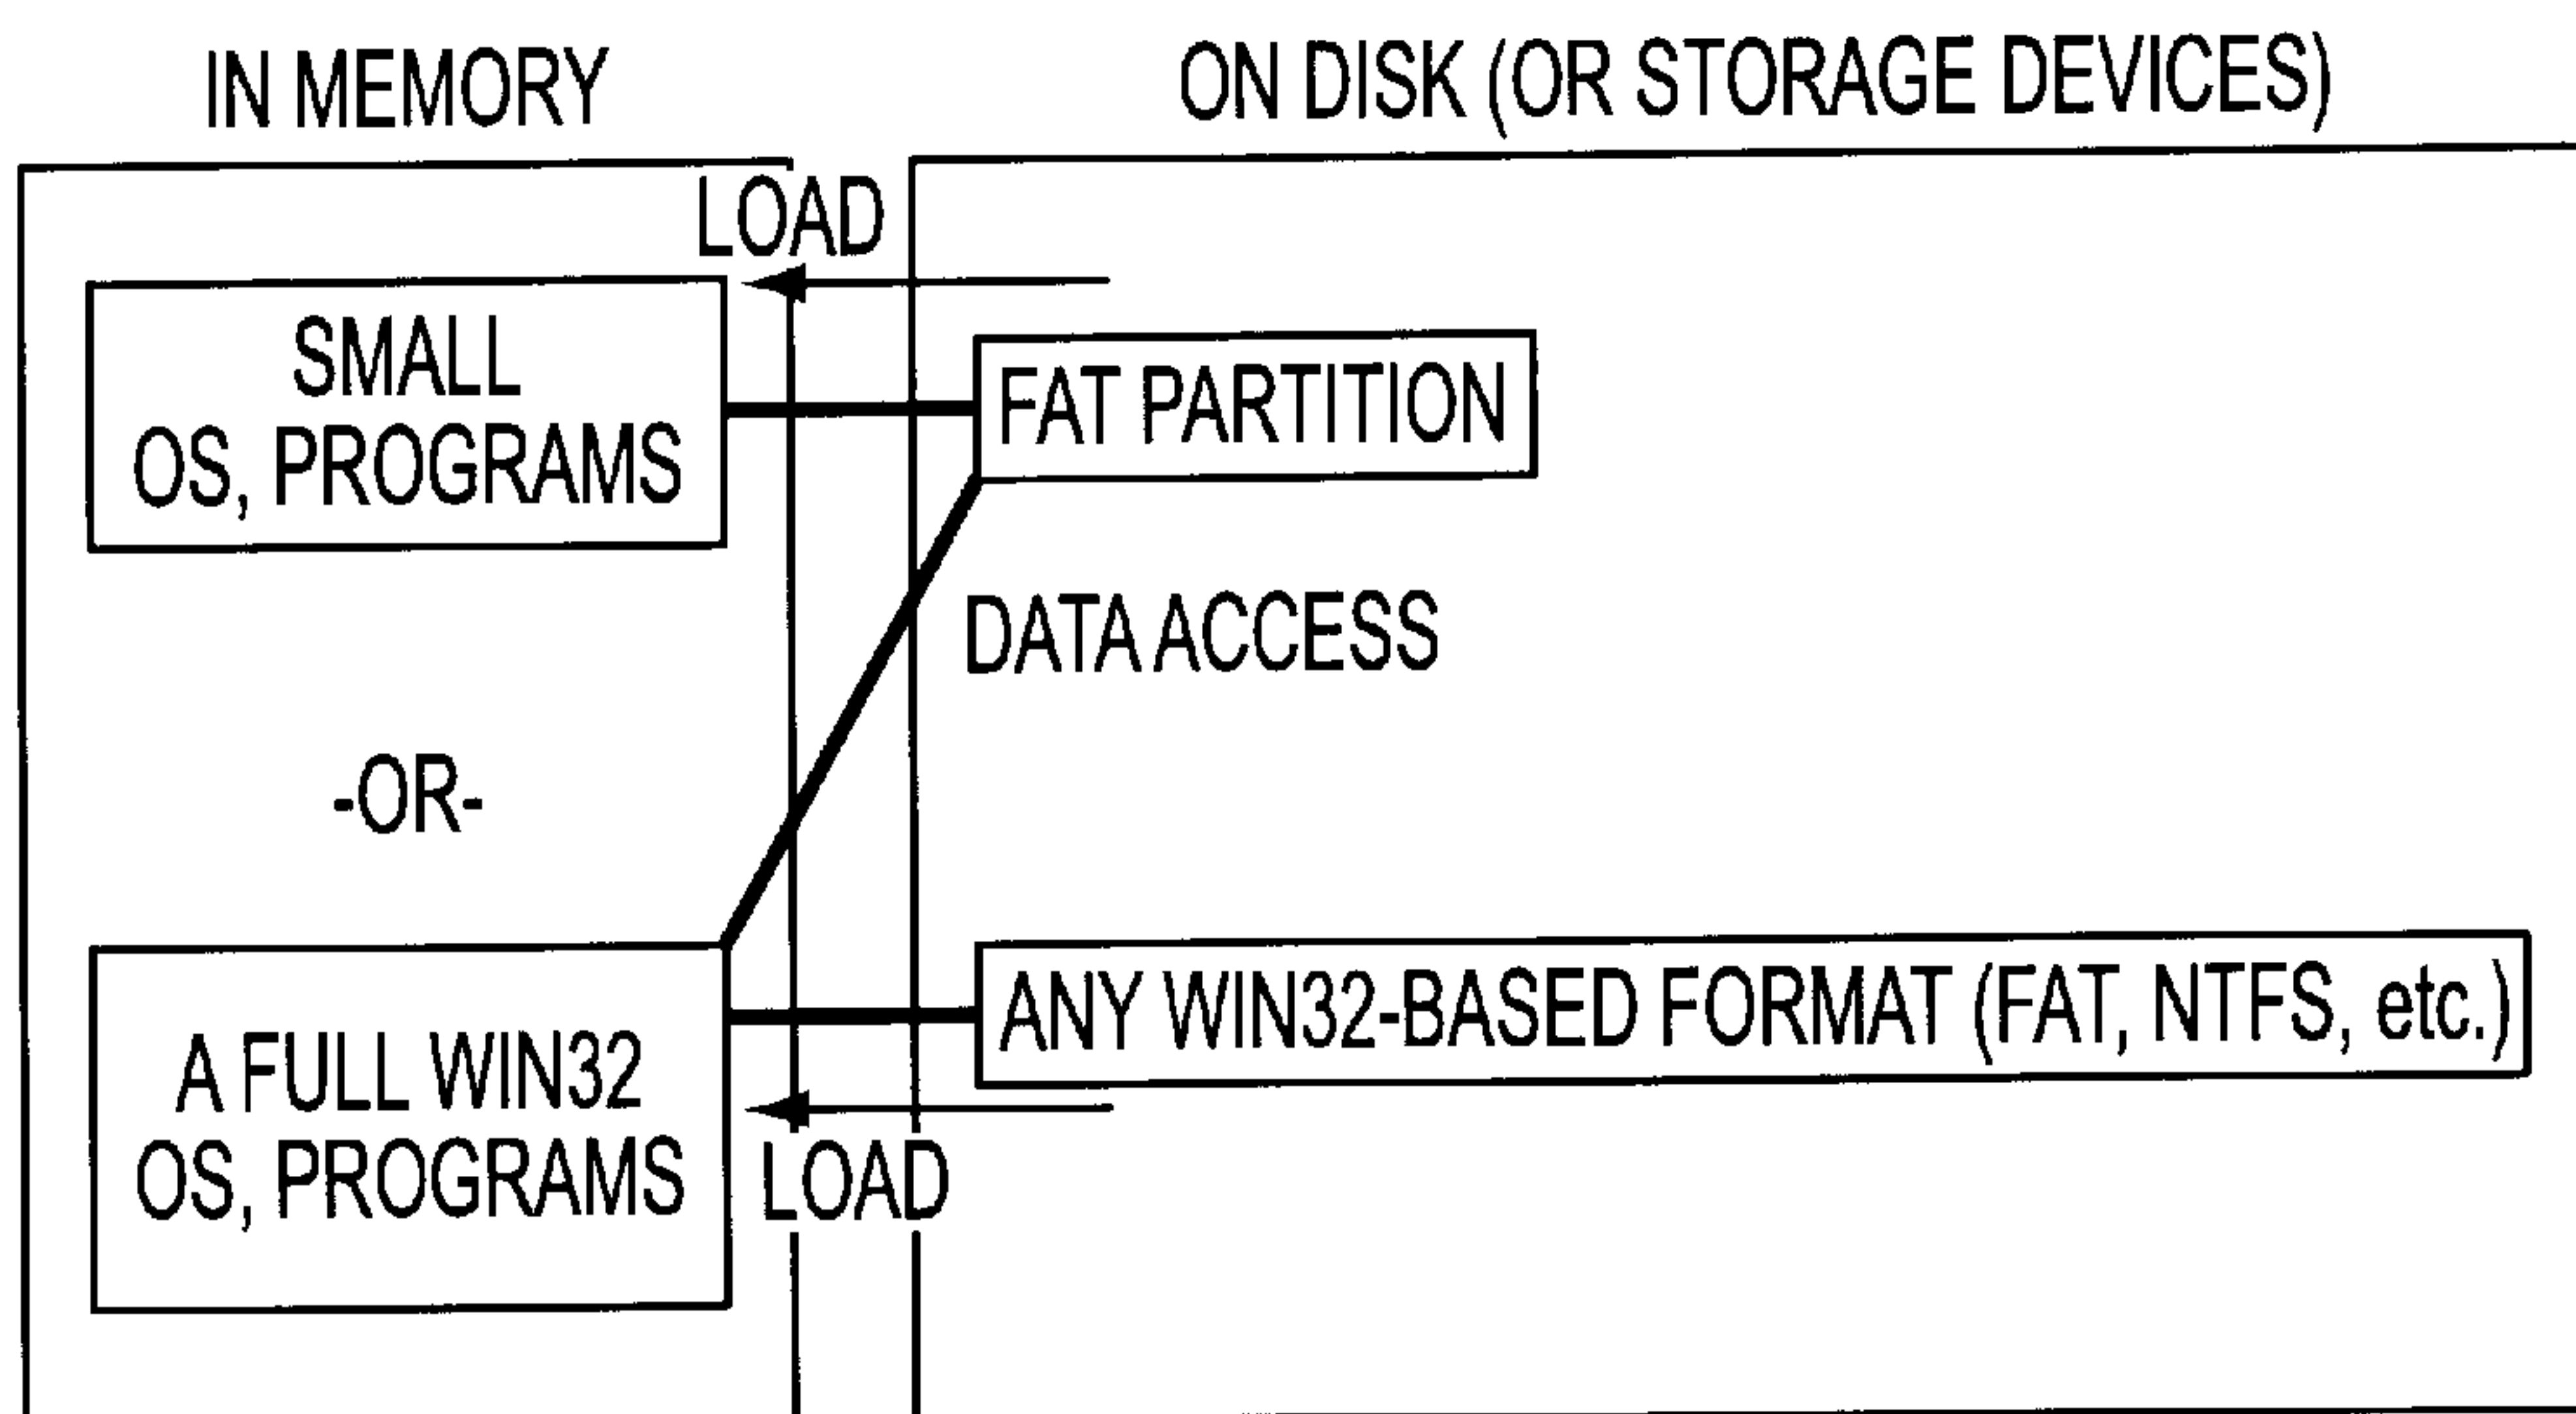 IN MEMORY
ON DISK (OR STORAGE DEVICES)
LOAD
SMALL
OS, PROGRAMS
FAT PARTITION
DATA ACCESS
-OR-
ANY WIN32-BASED FORMAT (FAT, NTFS, etc.)
A FULL WIN32
OS, PROGRAMS
LOAD